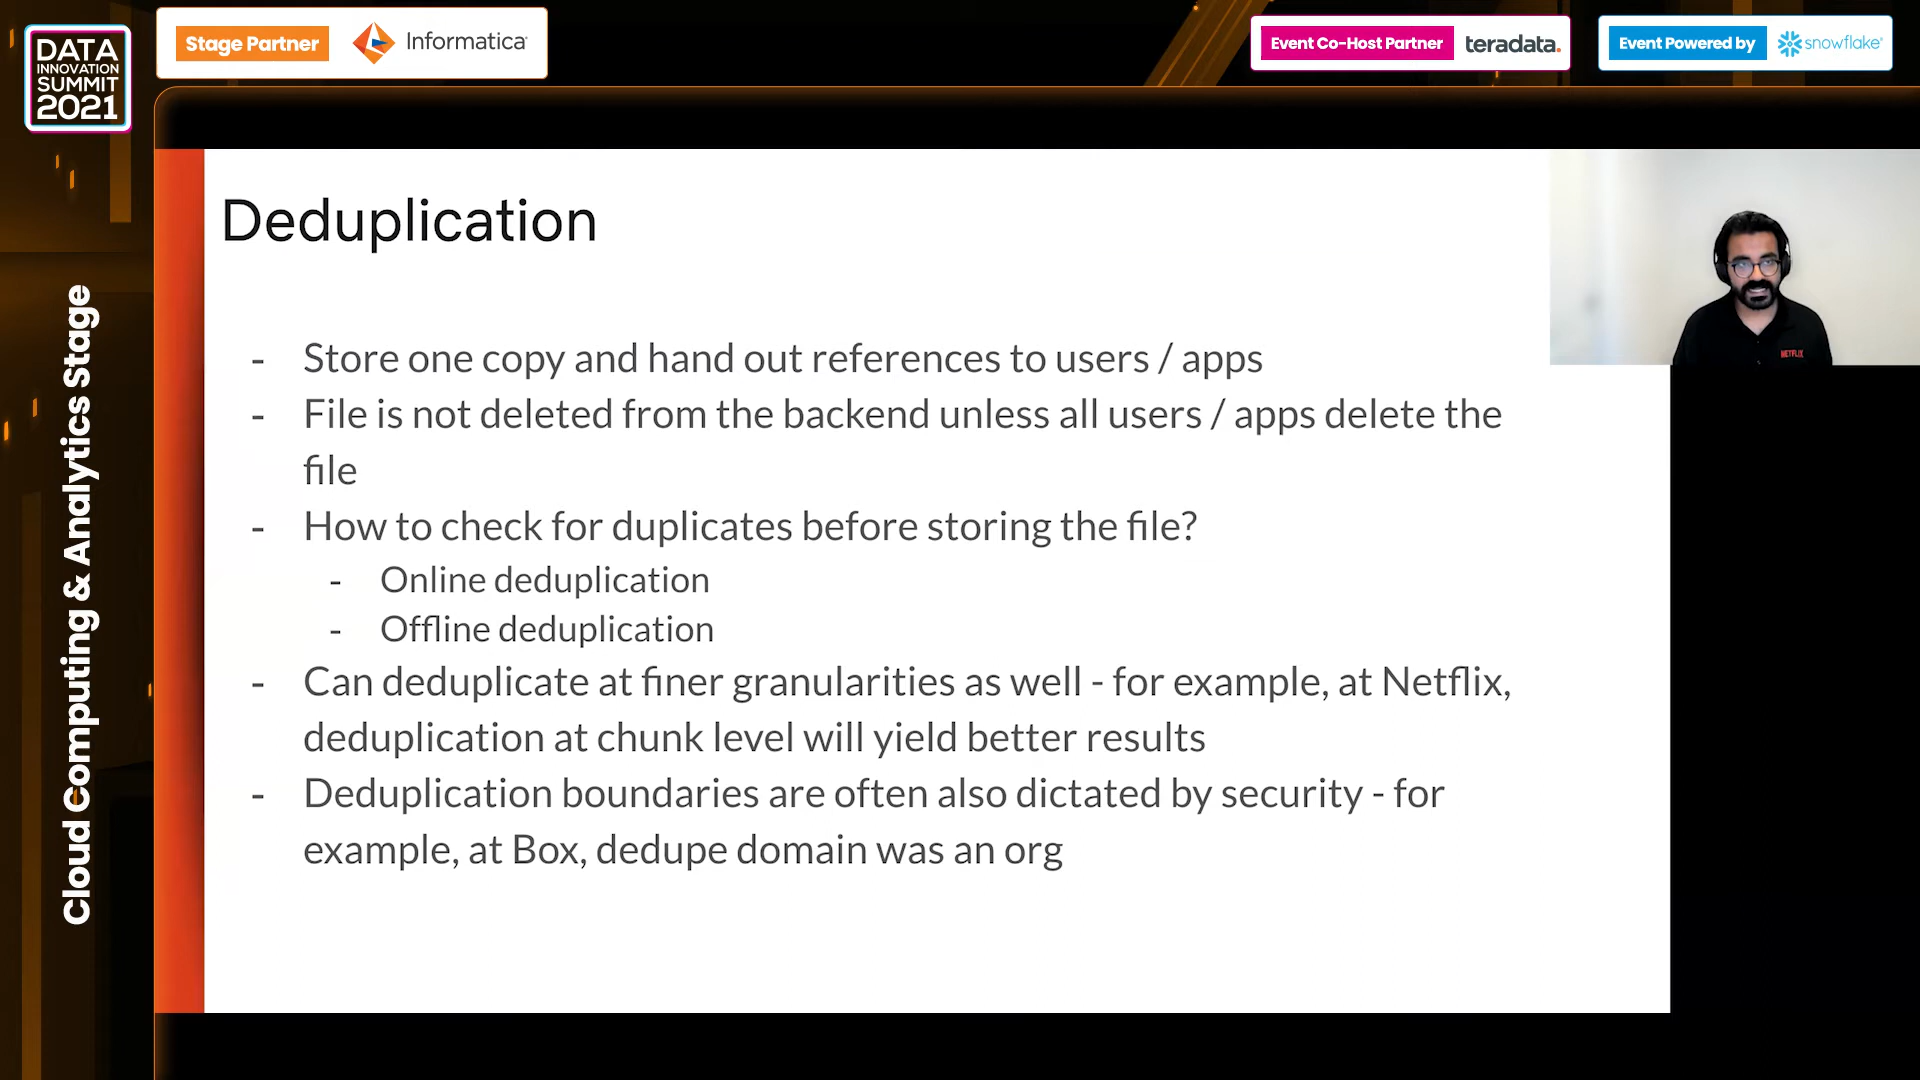 DATA
INNOVATION
SUMMIT
2021
Stage Partner
Informatica
Event Co-Host Partner
teradata.
Event Powered by
snowflake®
Cloud Computing & Analytics Stage
Deduplication
- Store one copy and hand out references to users / apps
- File is not deleted from the backend unless all users / apps delete the
file
- How to check for duplicates before storing the file?
- Online deduplication
- Offline deduplication
- Can deduplicate at finer granularities as well - for example, at Netflix,
deduplication at chunk level will yield better results
- Deduplication boundaries are often also dictated by security - for
example, at Box, dedupe domain was an org
NETFLIX